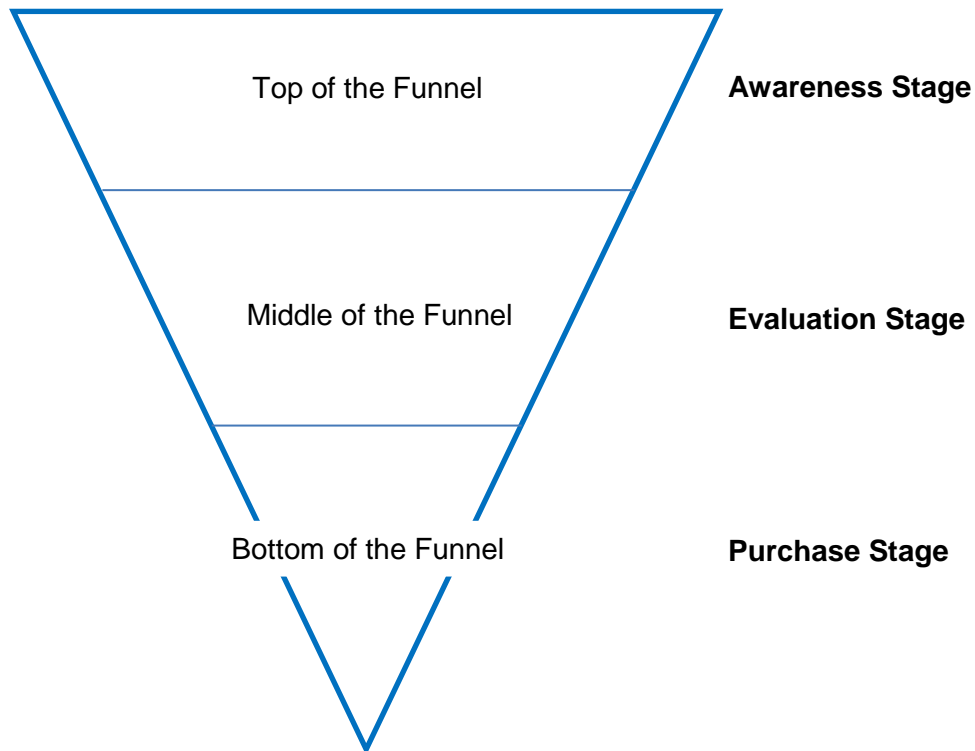 Top of the Funnel
Awareness Stage
Middle of the Funnel
Evaluation Stage
Bottom of the Funnel
Purchase Stage